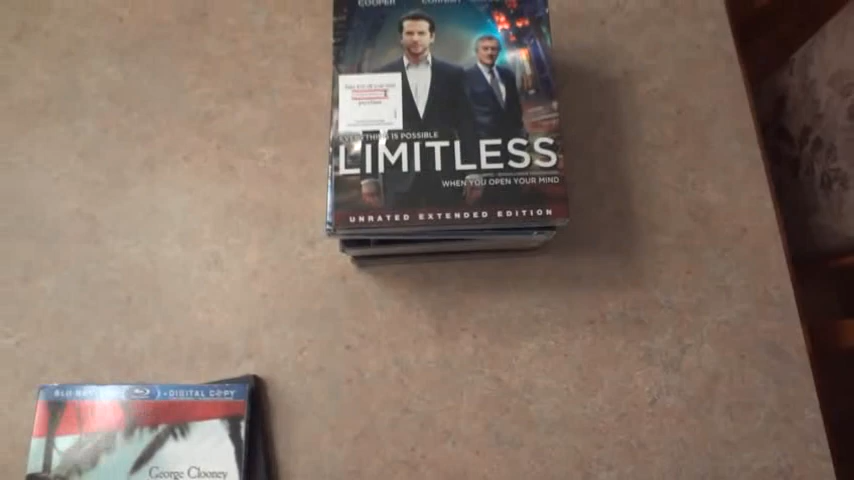 COOPER
EVERYTHING IS POSSIBLE
LIMITLESS
WHEN YOU OPEN YOUR MIND
UNRATED EXTENDED EDITION
+ DIGITAL COPY
George Clooney